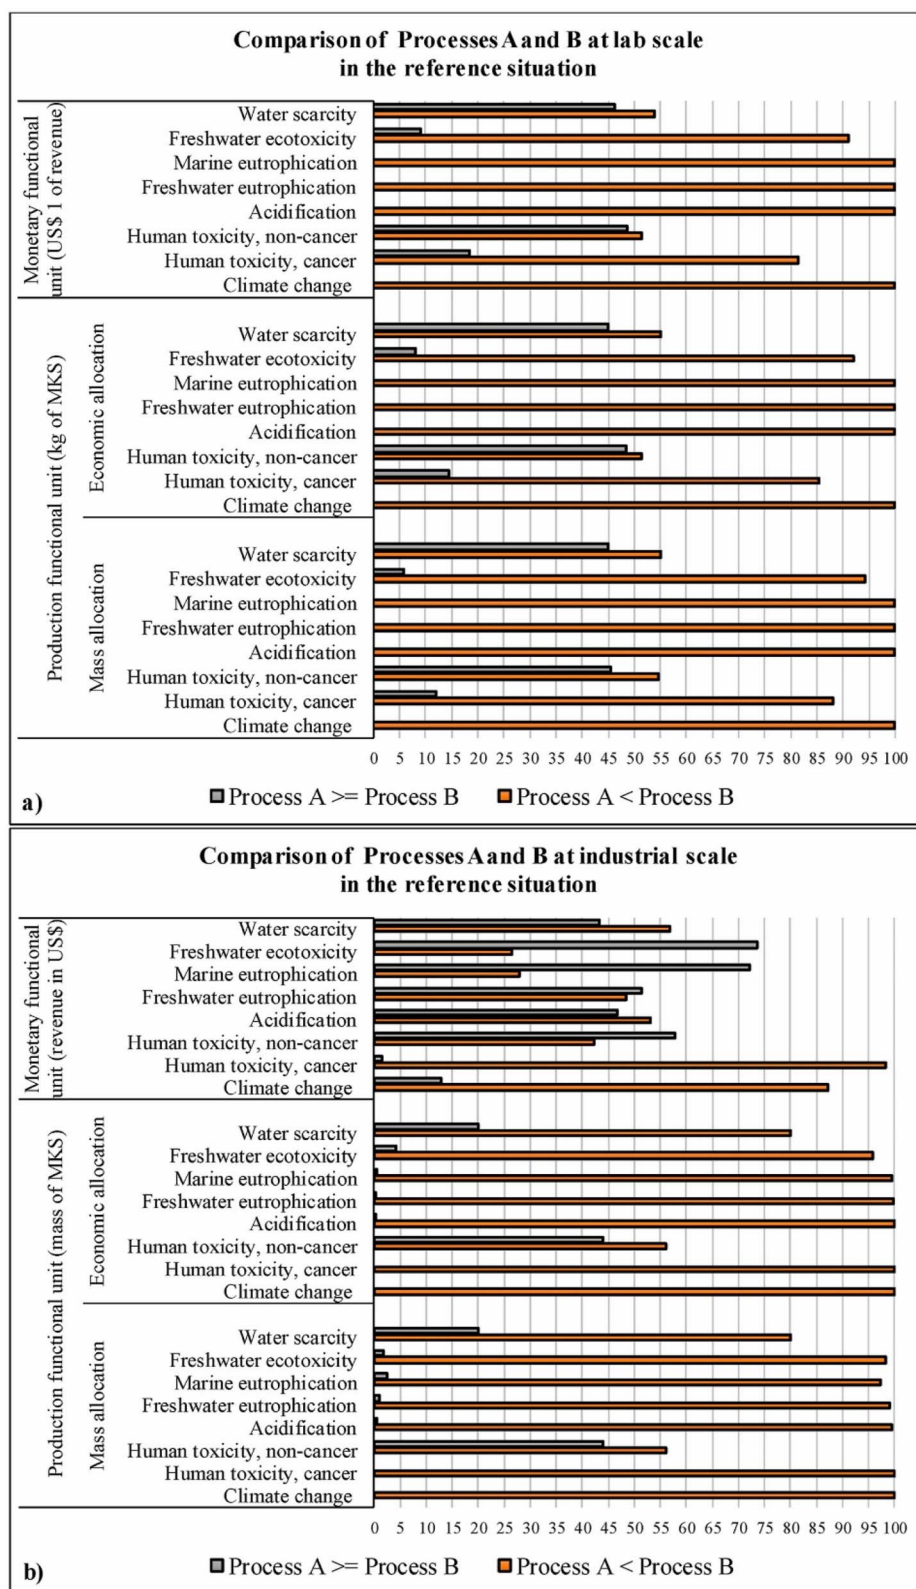 Comparison of Processes A and B at lab scale
in the reference situation
Monetary functional
unit (US$ 1 of revenue)
Water scarcity
Freshwater ecotoxicity
Marine eutrophication
Freshwater eutrophication
Acidification
Human toxicity, non-cancer
Human toxicity, cancer
Climate change
Production functional unit (kg of MKS)
Economic allocation
Water scarcity
Freshwater ecotoxicity
Marine eutrophication
Freshwater eutrophication
Acidification
Human toxicity, non-cancer
Human toxicity, cancer
Climate change
Mass allocation
Water scarcity
Freshwater ecotoxicity
Marine eutrophication
Freshwater eutrophication
Acidification
Human toxicity, non-cancer
Human toxicity, cancer
Climate change
0 5 10 15 20 25 30 35 40 45 50 55 60 65 70 75 80 85 90 95 100
a) Process A >= Process B Process A < Process B
Comparison of Processes A and B at industrial scale
in the reference situation
Monetary functional
unit (revenue in US$)
Water scarcity
Freshwater ecotoxicity
Marine eutrophication
Freshwater eutrophication
Acidification
Human toxicity, non-cancer
Human toxicity, cancer
Climate change
Production functional unit (mass of MKS)
Economic allocation
Water scarcity
Freshwater ecotoxicity
Marine eutrophication
Freshwater eutrophication
Acidification
Human toxicity, non-cancer
Human toxicity, cancer
Climate change
Mass allocation
Water scarcity
Freshwater ecotoxicity
Marine eutrophication
Freshwater eutrophication
Acidification
Human toxicity, non-cancer
Human toxicity, cancer
Climate change
0 5 10 15 20 25 30 35 40 45 50 55 60 65 70 75 80 85 90 95 100
b) Process A >= Process B Process A < Process B